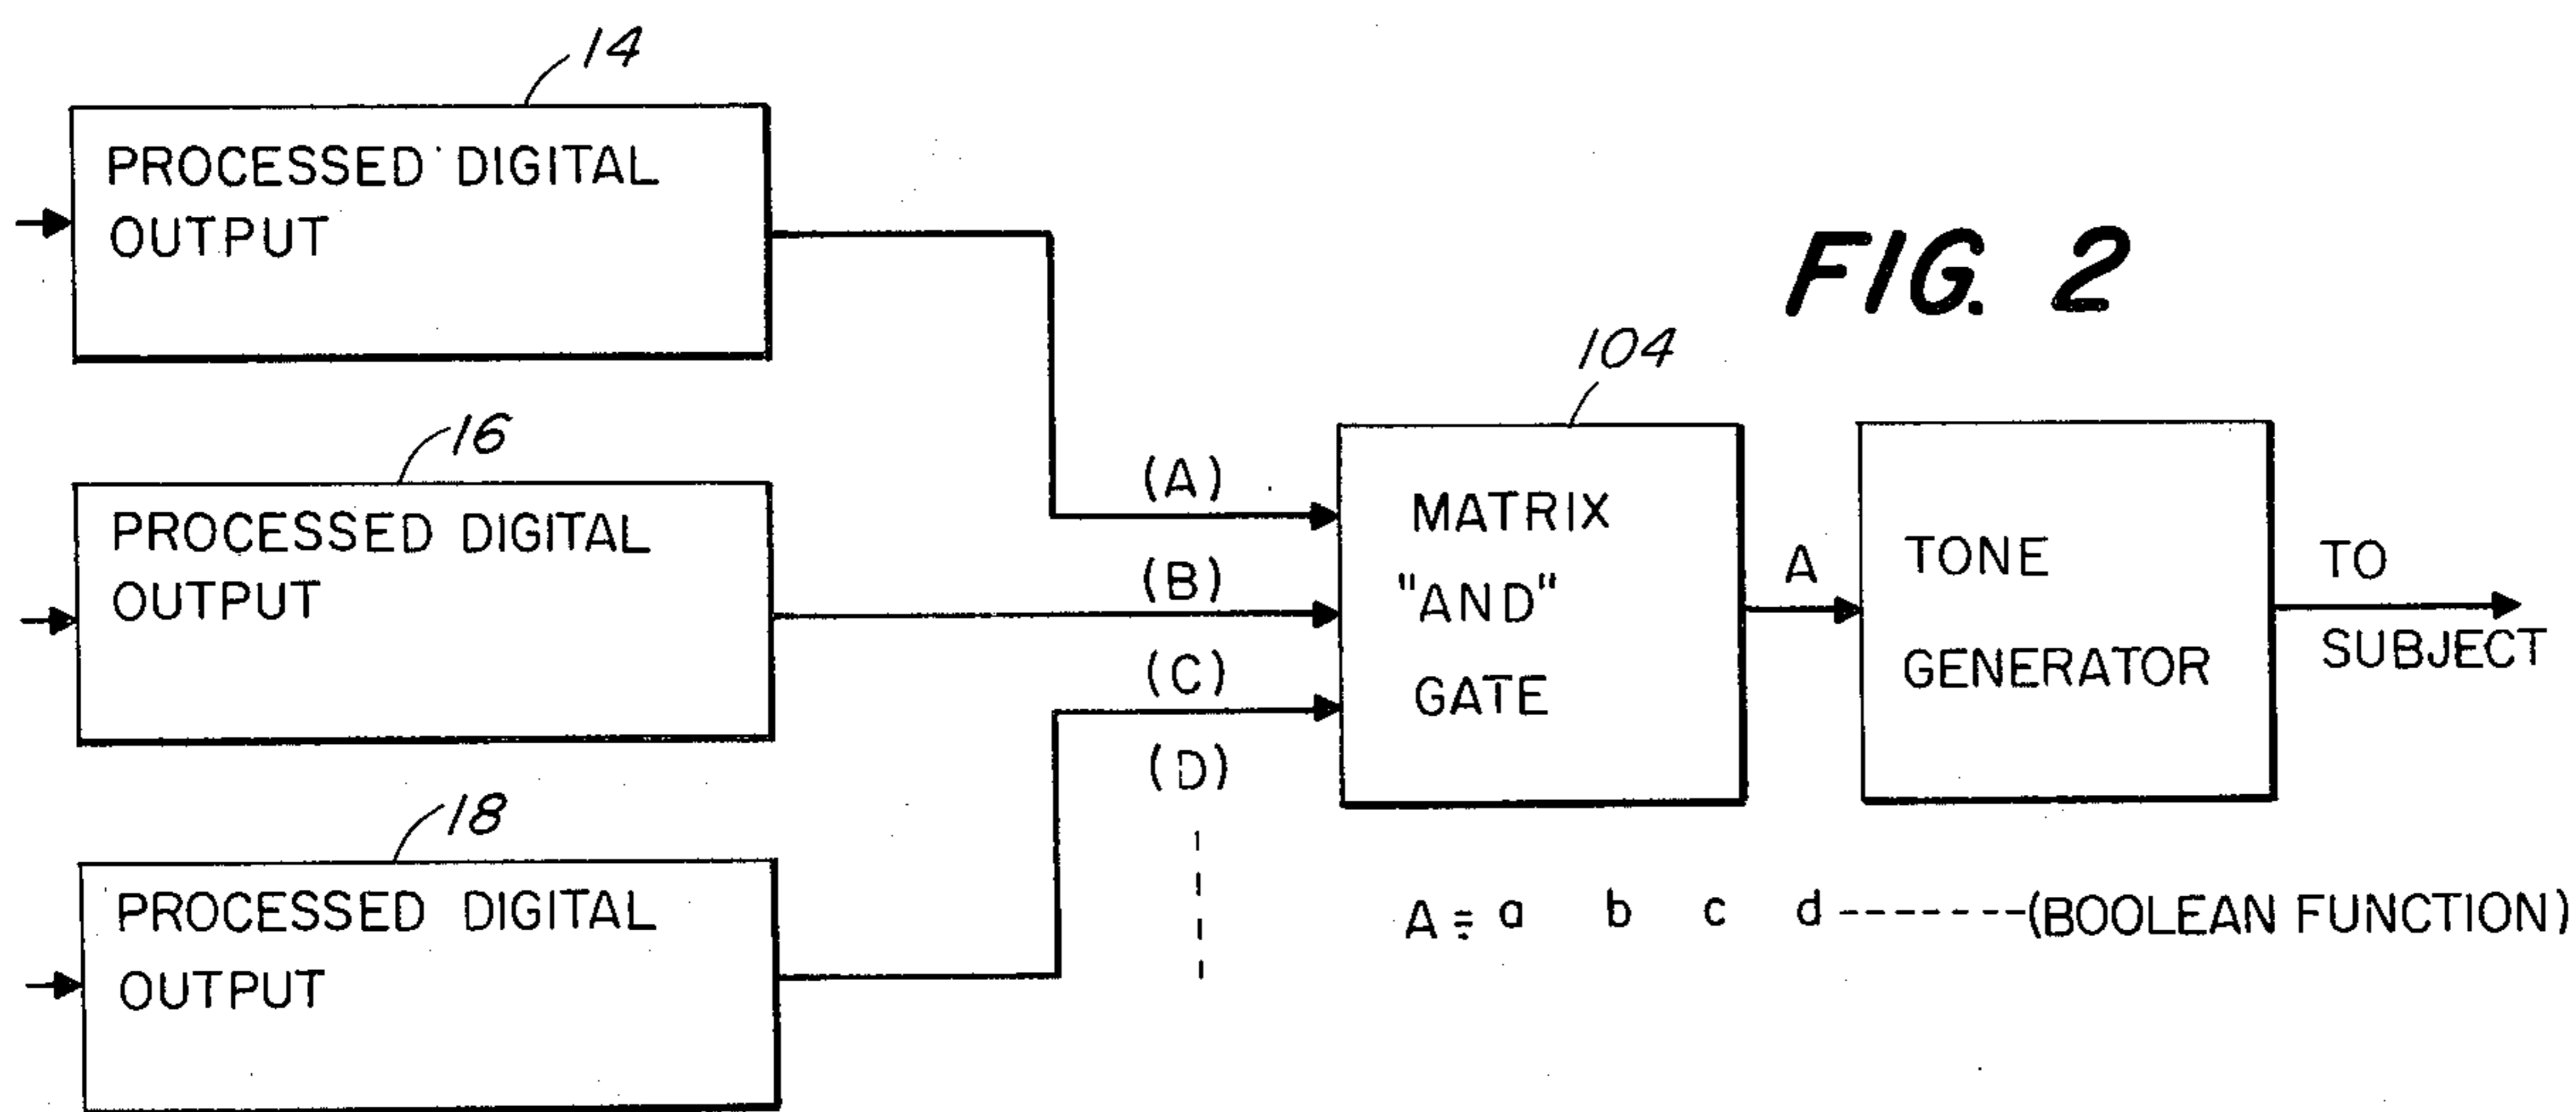 14
PROCESSED DIGITAL
OUTPUT
FIG. 2
16
PROCESSED DIGITAL
OUTPUT
18
PROCESSED DIGITAL
OUTPUT
(A)
(B)
(C)
(D)
104
MATRIX
"AND"
GATE
A
TONE
GENERATOR
TO
SUBJECT
A = a b c d -------(BOOLEAN FUNCTION)